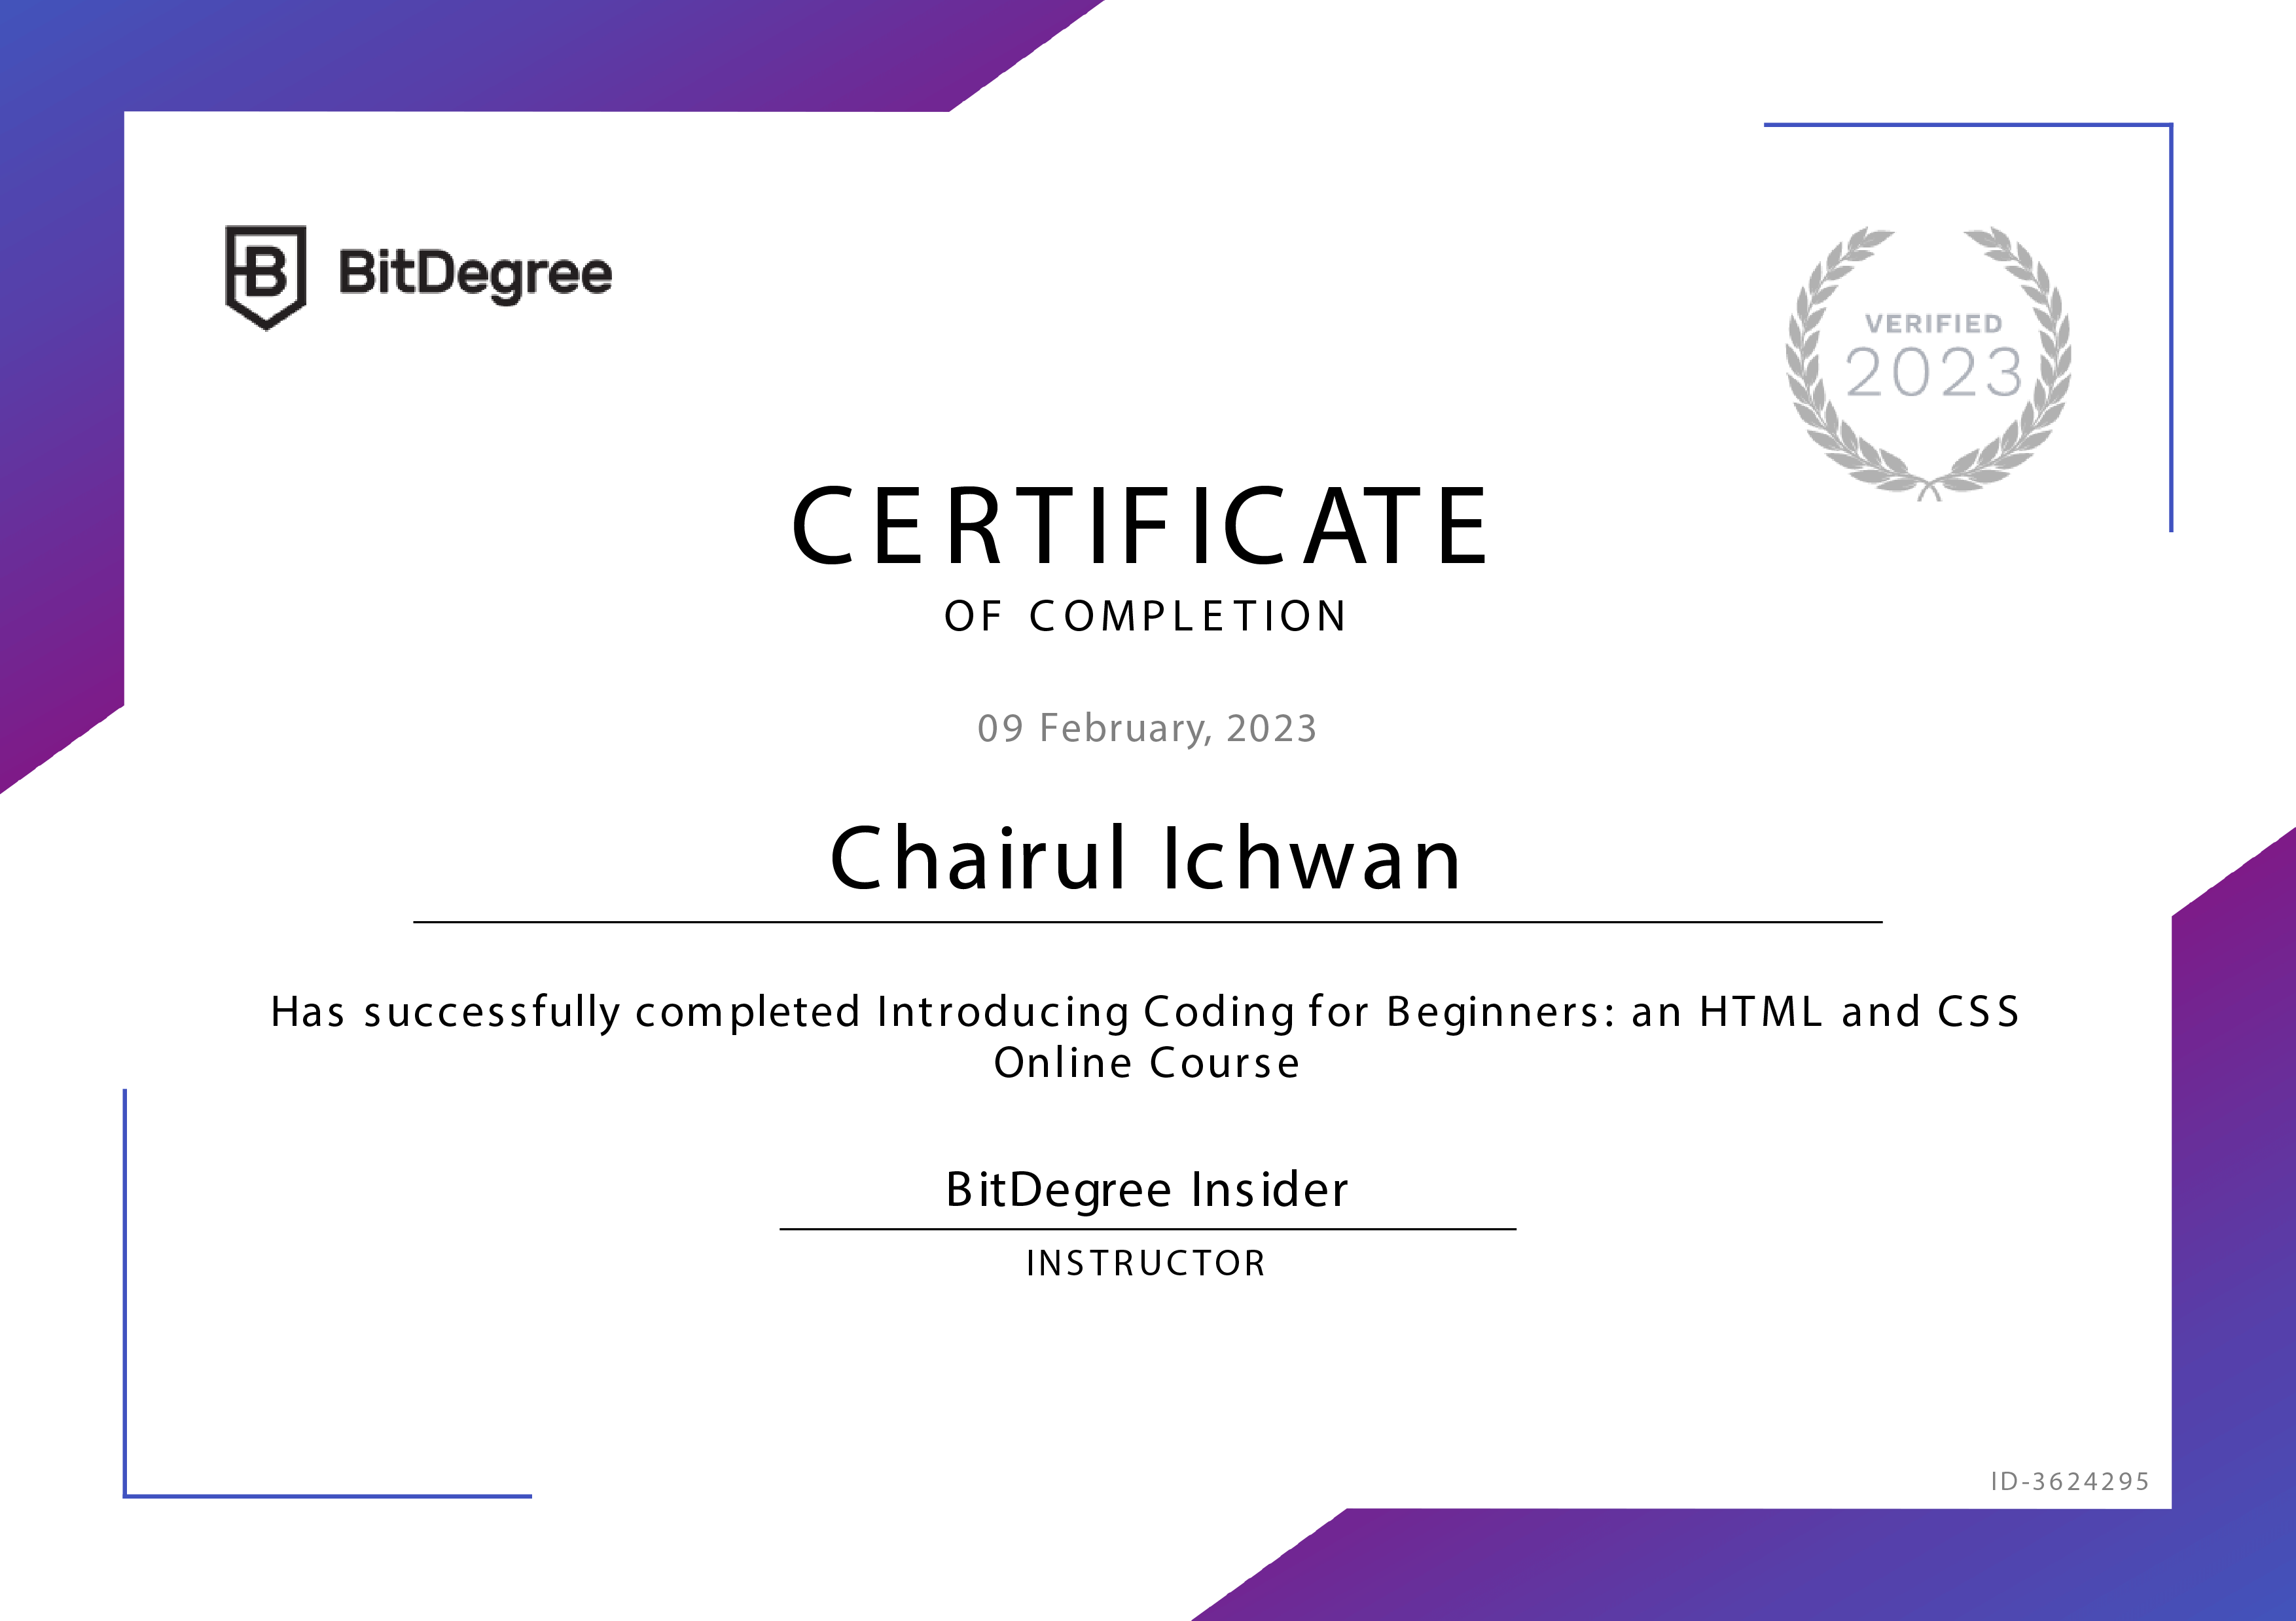 BitDegree
VERIFIED
2023
CERTIFICATE
OF COMPLETION
09 February, 2023
Chairul Ichwan
Has successfully completed Introducing Coding for Beginners: an HTML and CSS
Online Course
BitDegree Insider
INSTRUCTOR
ID-3624295